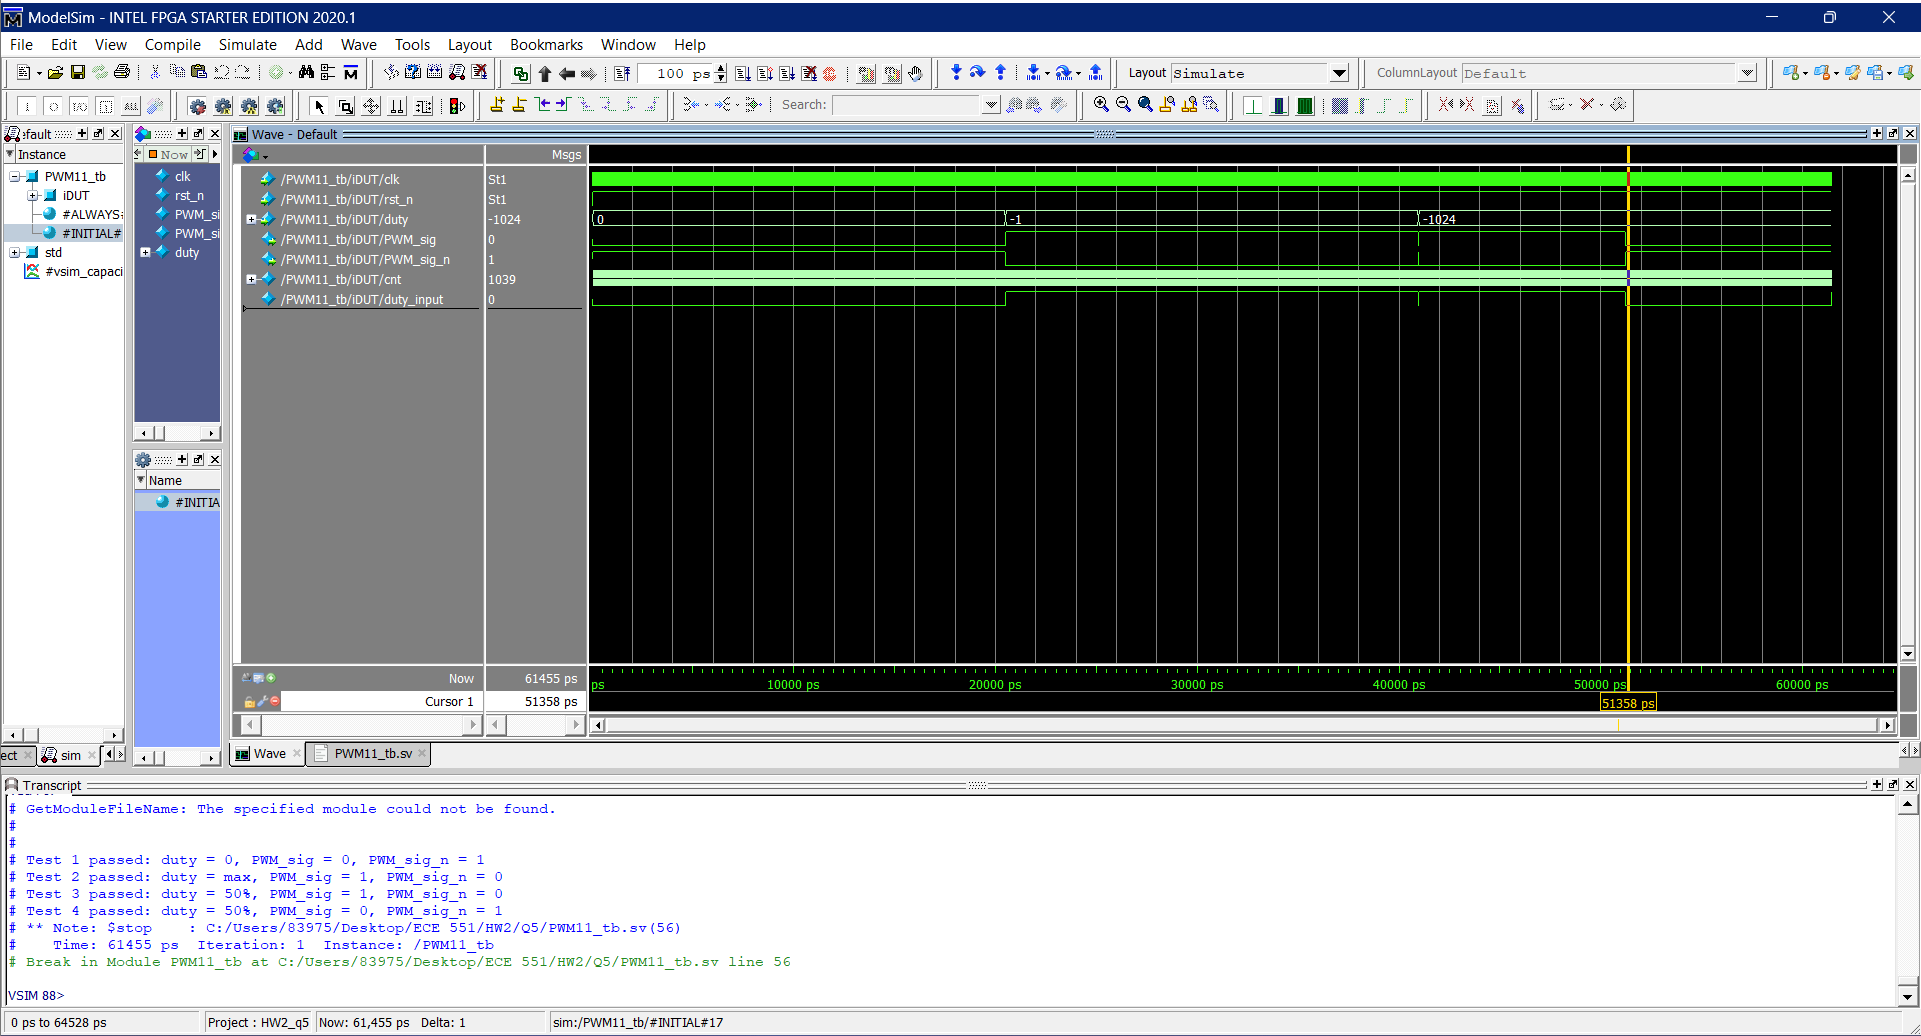 ModelSim - INTEL FPGA STARTER EDITION 2020.1
File Edit View Compile Simulate Add Wave Tools Layout Bookmarks Window Help
100 ps
Layout Simulate
ColumnLayout Default
ALL
Search:
efault
Instance
PWM11_tb
iDUT
#ALWAYS
#INITIAL#
std
#vsim_capaci
Now
clk
rst_n
PWM_si
PWM_si
duty
Name
#INITIA
Wave - Default
Msgs
/PWM11_tb/iDUT/clk St1
/PWM11_tb/iDUT/rst_n St1
/PWM11_tb/iDUT/duty -1024 0 -1 -1024
/PWM11_tb/iDUT/PWM_sig 0
/PWM11_tb/iDUT/PWM_sig_n 1
/PWM11_tb/iDUT/cnt 1039
/PWM11_tb/iDUT/duty_input 0
Now 61455 ps
Cursor 1 51358 ps
ps 10000 ps 20000 ps 30000 ps 40000 ps 50000 ps 60000 ps
51358 ps
ect sim
Wave PWM11_tb.sv
Transcript
# GetModuleFileName: The specified module could not be found.
#
#
# Test 1 passed: duty = 0, PWM_sig = 0, PWM_sig_n = 1
# Test 2 passed: duty = max, PWM_sig = 1, PWM_sig_n = 0
# Test 3 passed: duty = 50%, PWM_sig = 1, PWM_sig_n = 0
# Test 4 passed: duty = 50%, PWM_sig = 0, PWM_sig_n = 1
# ** Note: $stop : C:/Users/83975/Desktop/ECE 551/HW2/Q5/PWM11_tb.sv(56)
# Time: 61455 ps Iteration: 1 Instance: /PWM11_tb
# Break in Module PWM11_tb at C:/Users/83975/Desktop/ECE 551/HW2/Q5/PWM11_tb.sv line 56
VSIM 88>
0 ps to 64528 ps Project : HW2_q5 Now: 61,455 ps Delta: 1 sim:/PWM11_tb/#INITIAL#17